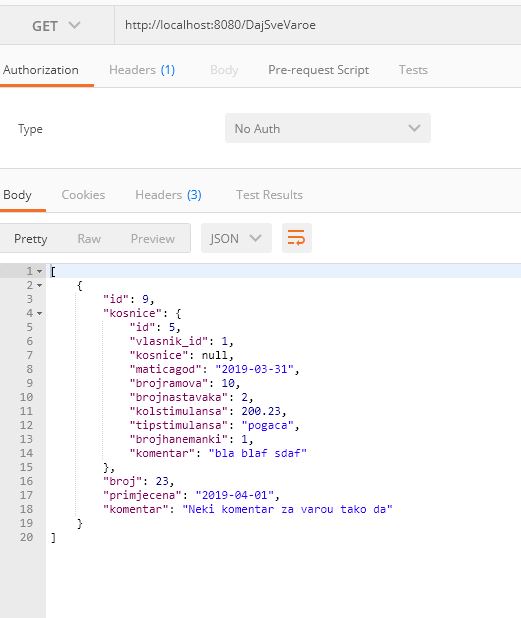 GET http://localhost:8080/DajSveVaroe
Authorization Headers (1) Body Pre-request Script Tests
Type No Auth
Body Cookies Headers (3) Test Results
Pretty Raw Preview JSON
1 [
2 {
3 "id": 9,
4 "kosnice": {
5 "id": 5,
6 "vlasnik_id": 1,
7 "kosnice": null,
8 "maticagod": "2019-03-31",
9 "brojramova": 10,
10 "brojnastavaka": 2,
11 "kolstimulansa": 200.23,
12 "tipstimulansa": "pogaca",
13 "brojhanemanki": 1,
14 "komentar": "bla blaf sdaf"
15 },
16 "broj": 23,
17 "primjecena": "2019-04-01",
18 "komentar": "Neki komentar za varou tako da"
19 }
20 ]